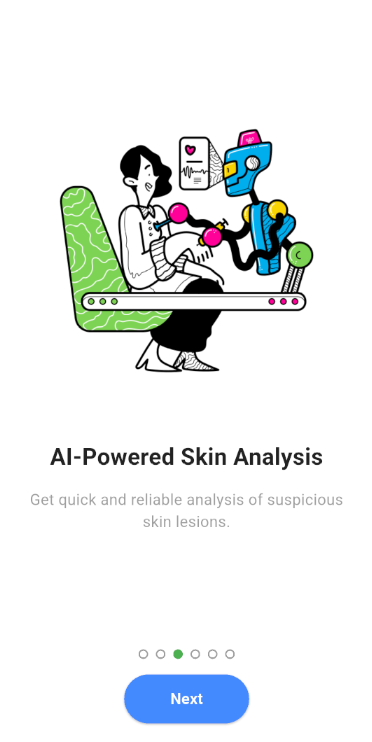 AI-Powered Skin Analysis
Get quick and reliable analysis of suspicious
skin lesions.
Next